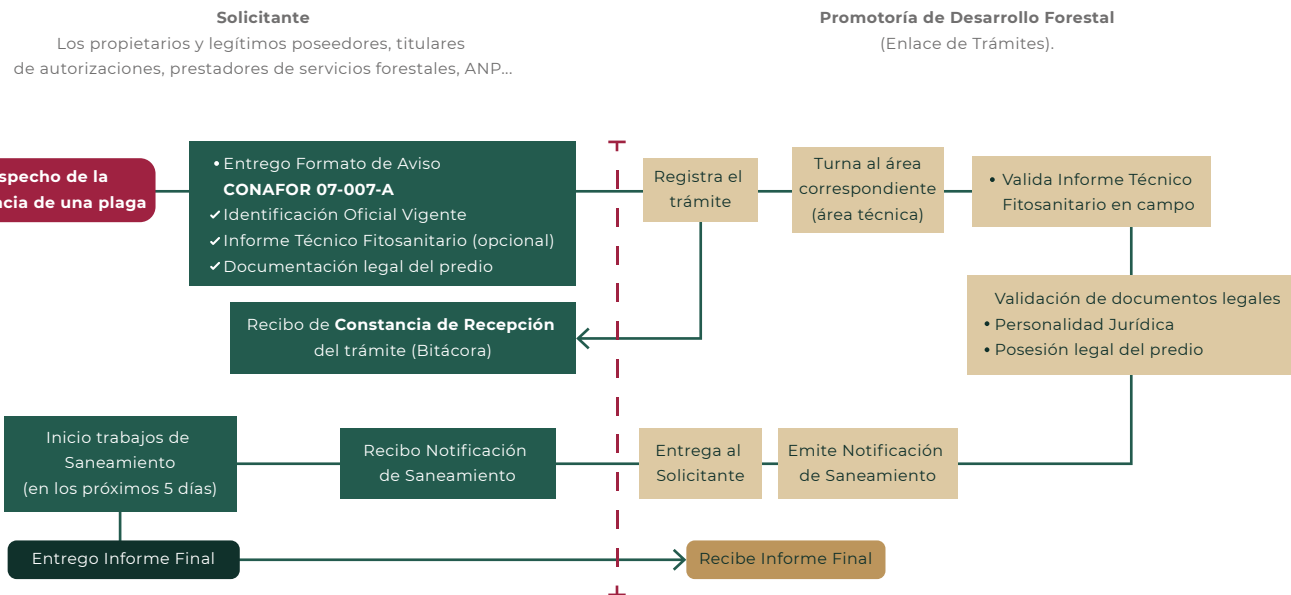 Solicitante
Los propietarios y legítimos poseedores, titulares
de autorizaciones, prestadores de servicios forestales, ANP...
Promotoría de Desarrollo Forestal
(Enlace de Trámites).
specho de la
ncia de una plaga
• Entrego Formato de Aviso
CONAFOR 07-007-A
✓ Identificación Oficial Vigente
✓ Informe Técnico Fitosanitario (opcional)
✓ Documentación legal del predio
Registra el
trámite
Turna al área
correspondiente
(área técnica)
• Valida Informe Técnico
Fitosanitario en campo
Recibo de Constancia de Recepción
del trámite (Bitácora)
Validación de documentos legales
• Personalidad Jurídica
• Posesión legal del predio
Inicio trabajos de
Saneamiento
(en los próximos 5 días)
Recibo Notificación
de Saneamiento
Entrega al
Solicitante
Emite Notificación
de Saneamiento
Entrego Informe Final
Recibe Informe Final